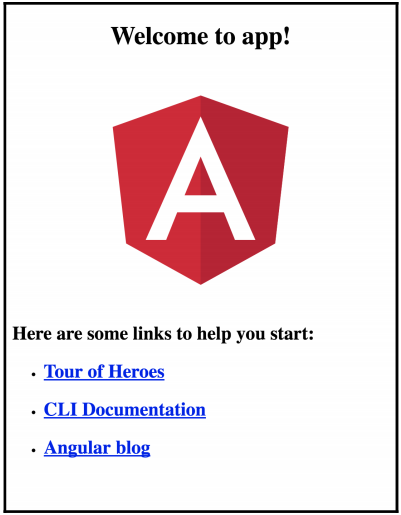 Welcome to app!
A
Here are some links to help you start:
Tour of Heroes
CLI Documentation
Angular blog